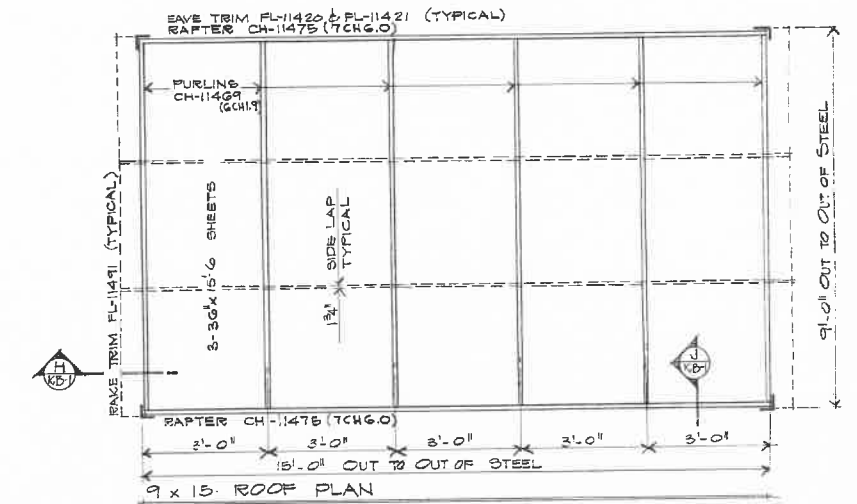 EAVE TRIM FL-11420 & FL-11421 (TYPICAL)
RAFTER CH-11475 (7CH6.0)
PURLINS
CH-11469
(6CH1.9)
RAKE TRIM FL-11491 (TYPICAL)
3-36" x 15'-6 SHEETS
SIDE LAP
TYPICAL
1 3/4"
9'-0" OUT TO OUT OF STEEL
H
KB-1
J
KB-1
RAFTER CH-11475 (7CH6.0)
3'-0" 3'-0" 3'-0" 3'-0" 3'-0"
15'-0" OUT TO OUT OF STEEL
9 x 15 ROOF PLAN